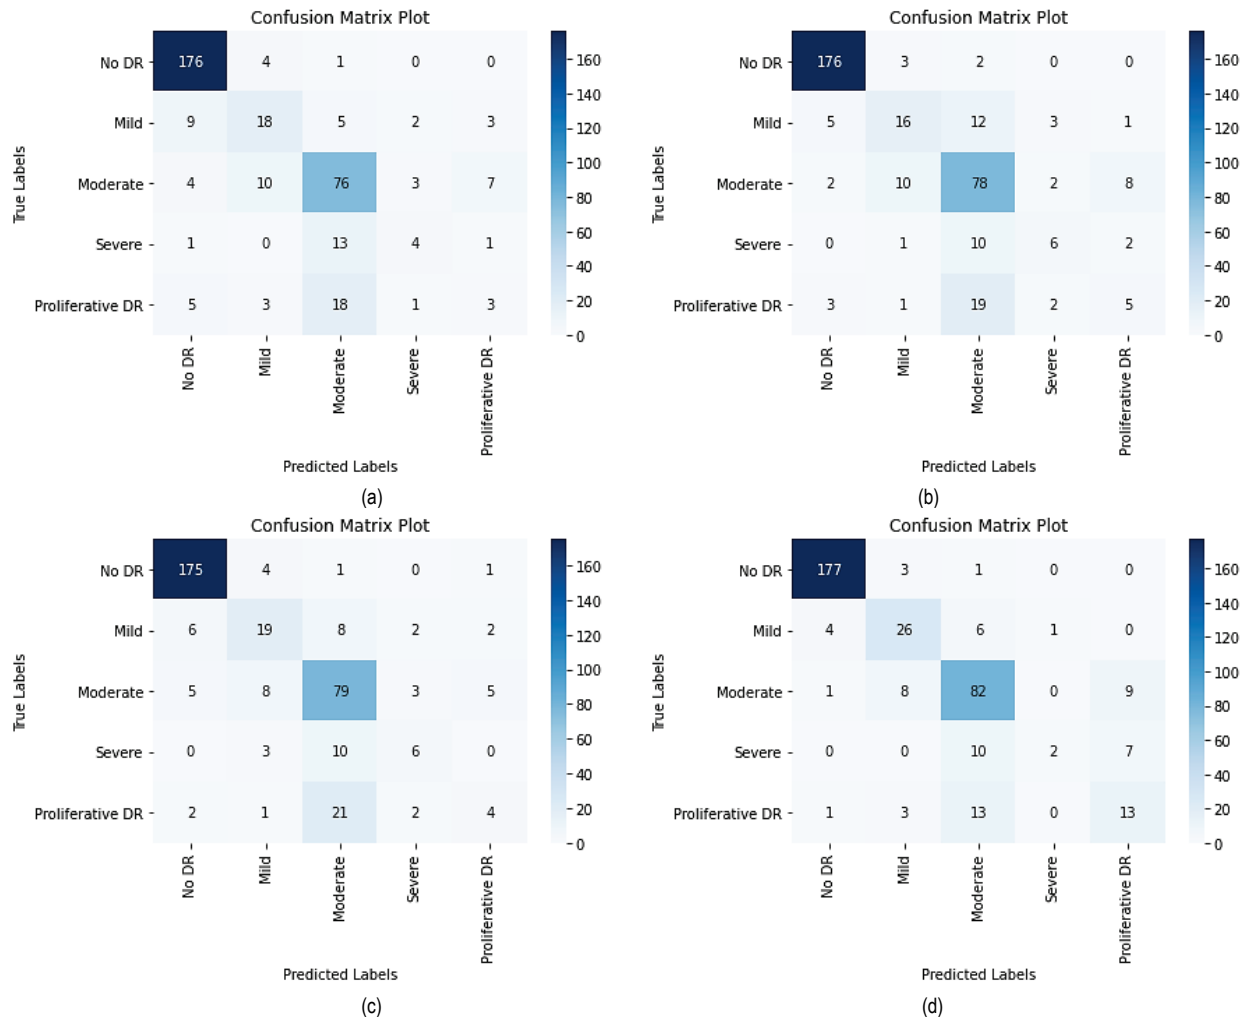 Confusion Matrix Plot
No DR 176 4 1 0 0
Mild 9 18 5 2 3
Moderate 4 10 76 3 7
Severe 1 0 13 4 1
Proliferative DR 5 3 18 1 3
True Labels
No DR Mild Moderate Severe Proliferative DR
Predicted Labels
160
140
120
100
80
60
40
20
0
(a)
Confusion Matrix Plot
No DR 176 3 2 0 0
Mild 5 16 12 3 1
Moderate 2 10 78 2 8
Severe 0 1 10 6 2
Proliferative DR 3 1 19 2 5
True Labels
No DR Mild Moderate Severe Proliferative DR
Predicted Labels
160
140
120
100
80
60
40
20
0
(b)
Confusion Matrix Plot
No DR 175 4 1 0 1
Mild 6 19 8 2 2
Moderate 5 8 79 3 5
Severe 0 3 10 6 0
Proliferative DR 2 1 21 2 4
True Labels
No DR Mild Moderate Severe Proliferative DR
Predicted Labels
160
140
120
100
80
60
40
20
0
(c)
Confusion Matrix Plot
No DR 177 3 1 0 0
Mild 4 26 6 1 0
Moderate 1 8 82 0 9
Severe 0 0 10 2 7
Proliferative DR 1 3 13 0 13
True Labels
No DR Mild Moderate Severe Proliferative DR
Predicted Labels
160
140
120
100
80
60
40
20
0
(d)